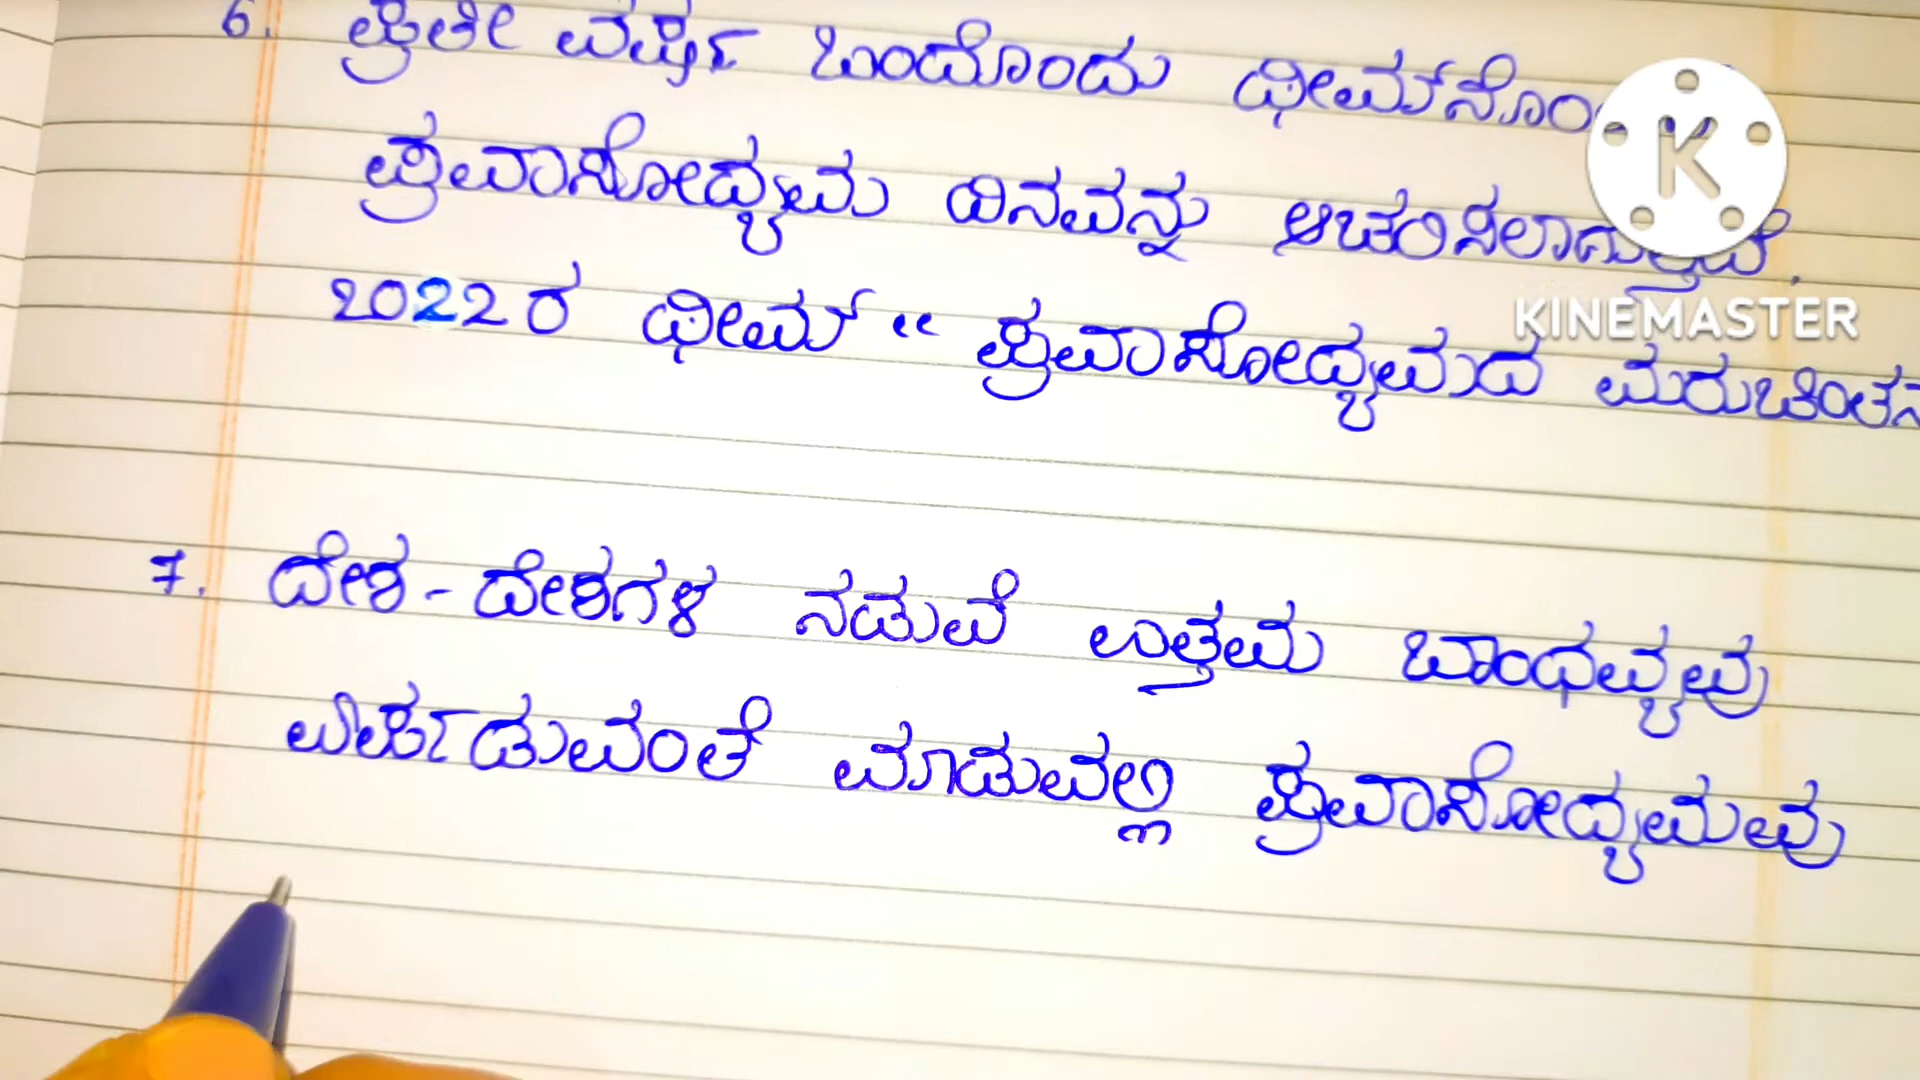 6. ಪ್ರತೀ ವರ್ಷ ಒಂದೊಂದು ಥೀಮ್‌ನೊಂ
ಪ್ರವಾಸೋದ್ಯಮ ದಿನವನ್ನು ಆಚರಿಸಲಾಗುತ್ತದೆ.
2022ರ ಥೀಮ್ “ ಪ್ರವಾಸೋದ್ಯಮದ ಮರುಚಿಂತನ
7. ದೇಶ - ದೇಶಗಳ ನಡುವೆ ಉತ್ತಮ ಬಾಂಧವ್ಯವು
ಏರ್ಪಡುವಂತೆ ಮಾಡುವಲ್ಲಿ ಪ್ರವಾಸೋದ್ಯಮವು
K
KINEMASTER